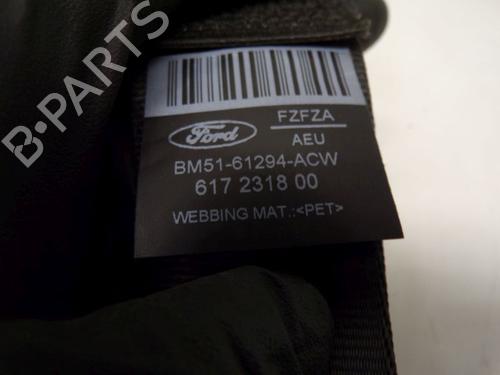 FZFZA
Ford
AEU
BM51-61294-ACW
617 2318 00
WEBBING MAT.:<PET>
B-PARTS